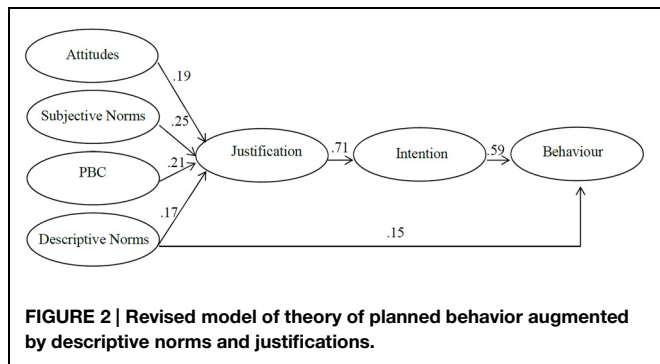 Attitudes
.19
Subjective Norms
.25
Justification
.71
Intention
.59
Behaviour
.21
PBC
.17
Descriptive Norms
.15
FIGURE 2 | Revised model of theory of planned behavior augmented
by descriptive norms and justifications.